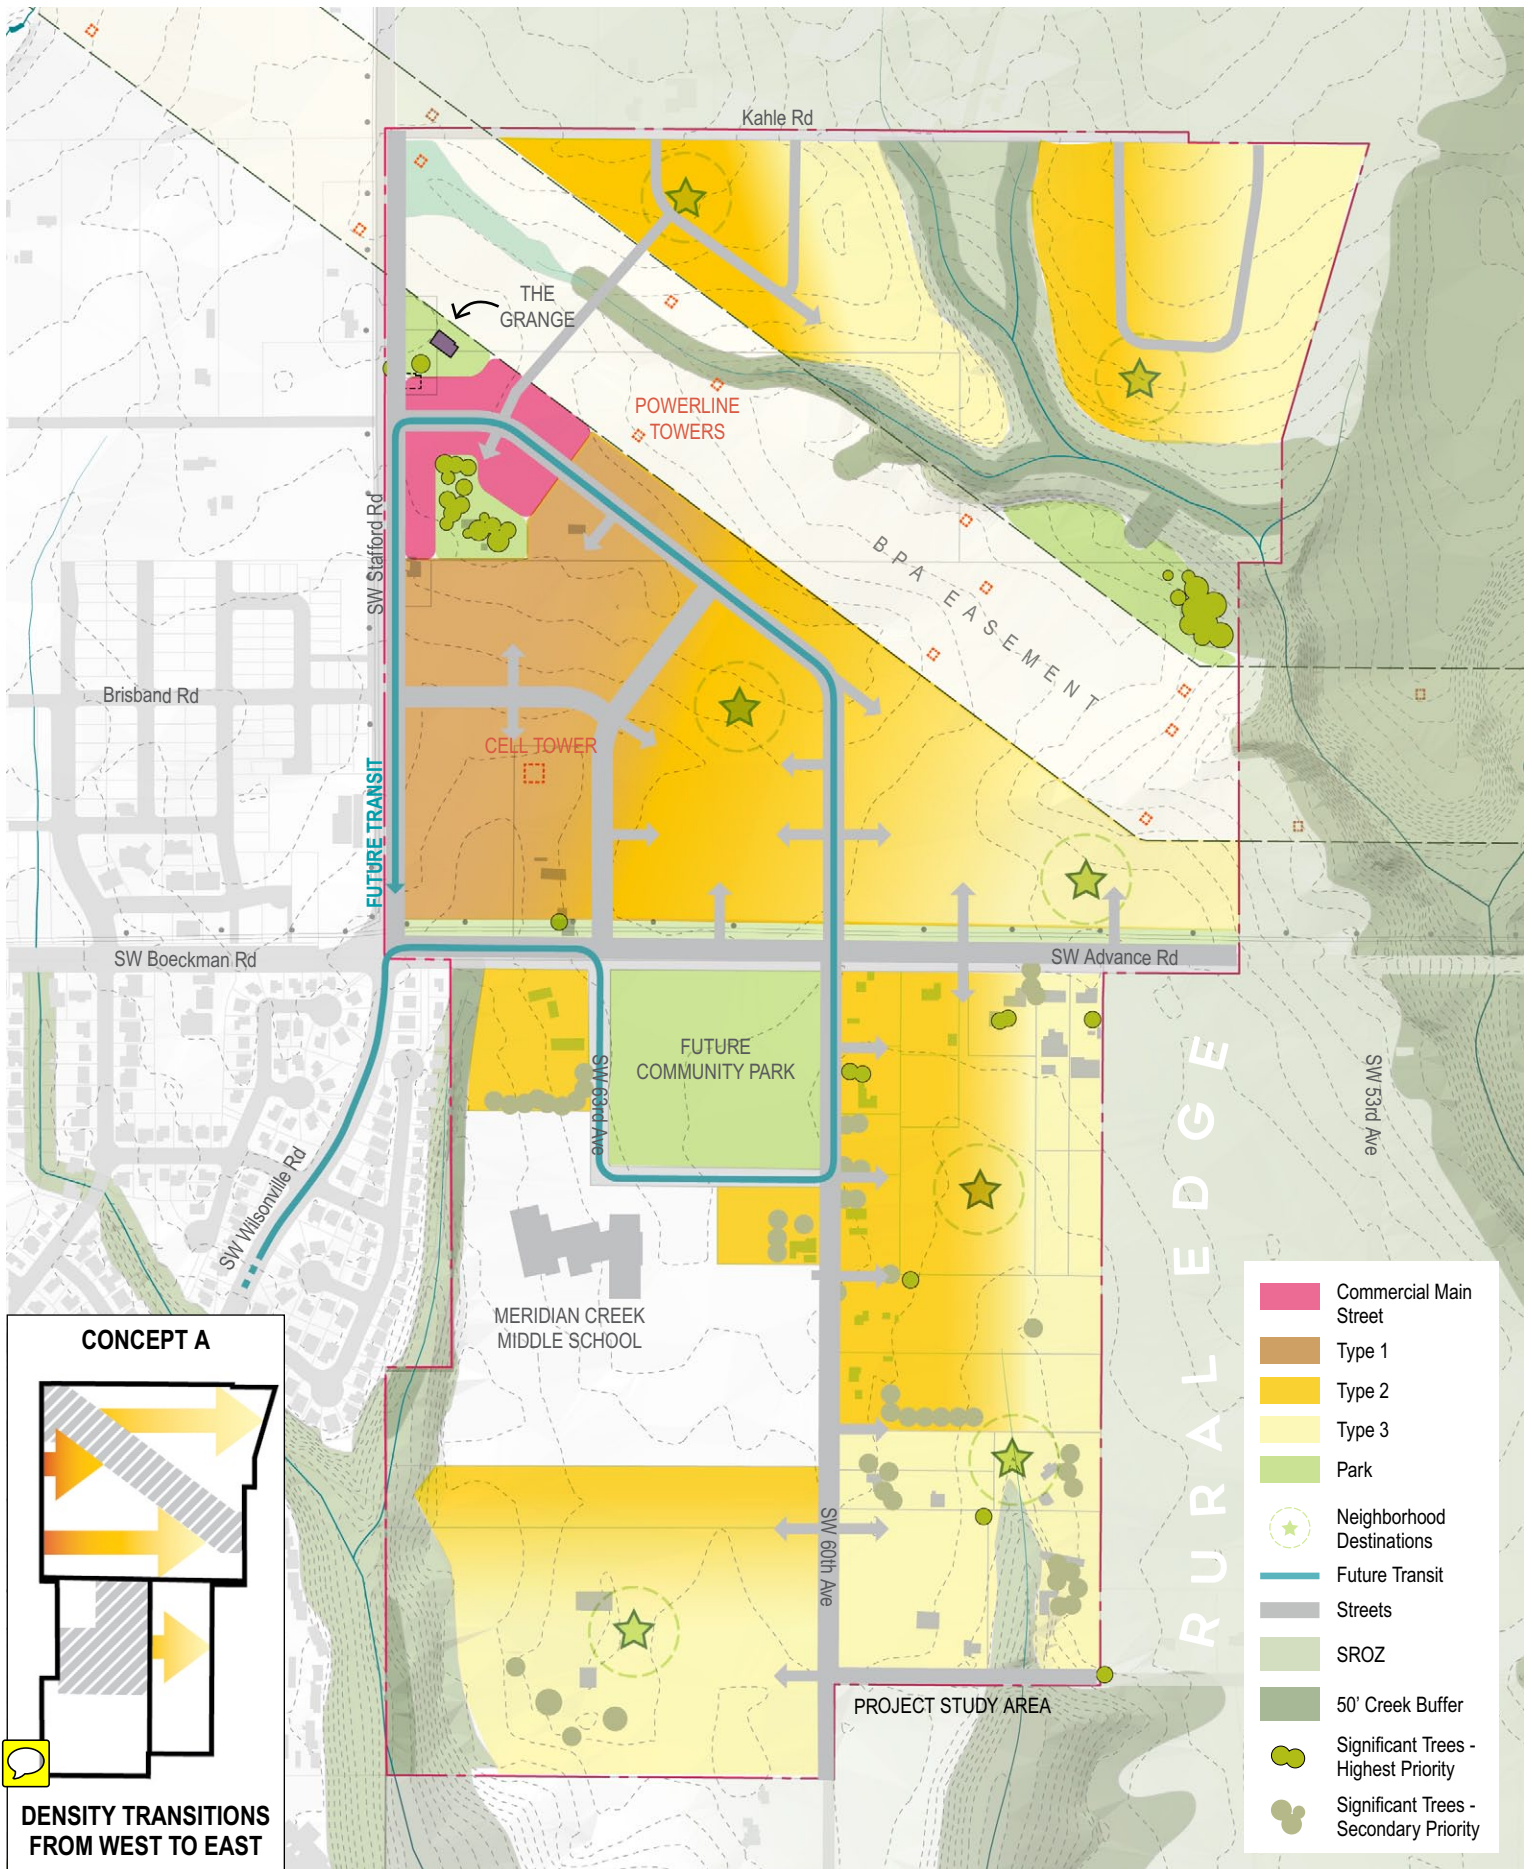 Kahle Rd
THE
GRANGE
POWERLINE
TOWERS
BPA EASEMENT
SW Stafford Rd
Brisband Rd
CELL TOWER
FUTURE TRANSIT
SW Boeckman Rd
SW Advance Rd
FUTURE
COMMUNITY PARK
SW 63rd Ave
SW 53rd Ave
RURAL EDGE
SW Wilsonville Rd
MERIDIAN CREEK
MIDDLE SCHOOL
SW 60th Ave
PROJECT STUDY AREA
CONCEPT A
DENSITY TRANSITIONS
FROM WEST TO EAST
Commercial Main
Street
Type 1
Type 2
Type 3
Park
Neighborhood
Destinations
Future Transit
Streets
SROZ
50' Creek Buffer
Significant Trees -
Highest Priority
Significant Trees -
Secondary Priority